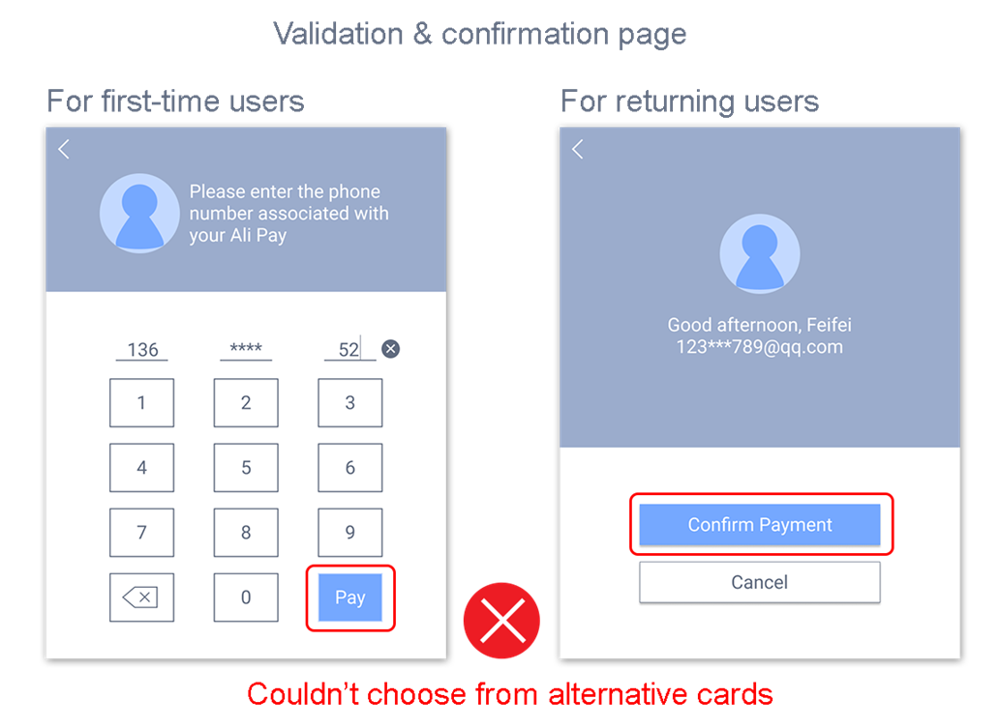 Validation & confirmation page
For first-time users
Please enter the phone
number associated with
your Ali Pay
136 **** 52
1 2 3
4 5 6
7 8 9
0 Pay
For returning users
Good afternoon, Feifei
123***789@qq.com
Confirm Payment
Cancel
Couldn’t choose from alternative cards